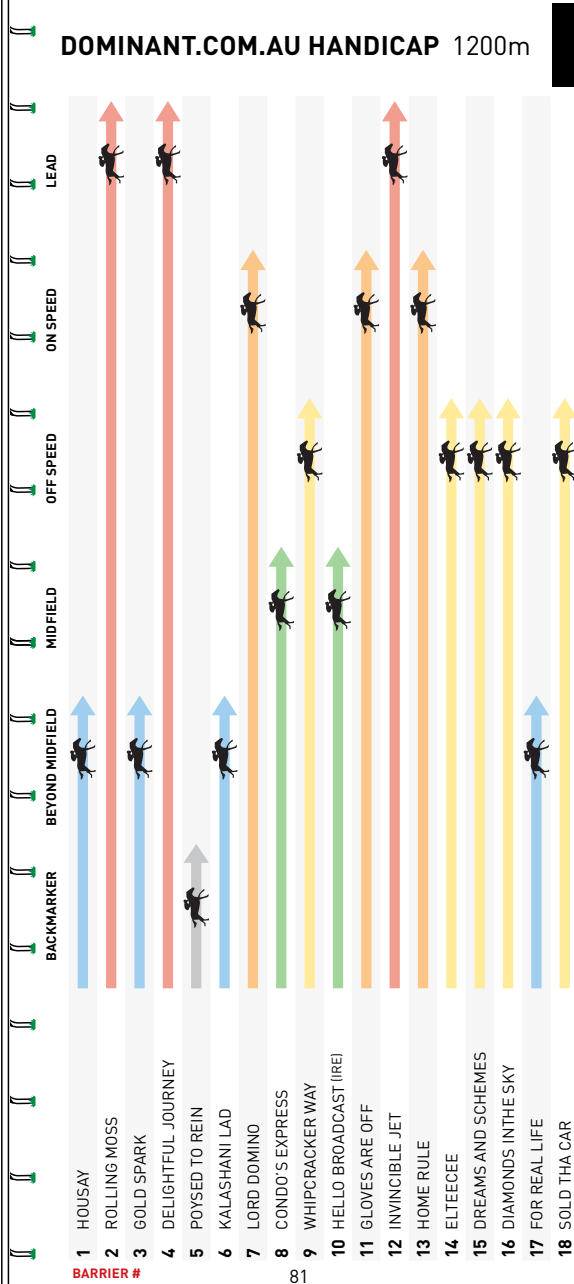 DOMINANT.COM.AU HANDICAP 1200m
LEAD
ON SPEED
OFF SPEED
MIDFIELD
BEYOND MIDFIELD
BACKMARKER
1 HOUSAY
2 ROLLING MOSS
3 GOLD SPARK
4 DELIGHTFUL JOURNEY
5 POYSED TO REIN
6 KALASHANI LAD
7 LORD DOMINO
8 CONDO'S EXPRESS
9 WHIPCRACKER WAY
10 HELLO BROADCAST (IRE)
11 GLOVES ARE OFF
12 INVINCIBLE JET
13 HOME RULE
14 ELTEECEE
15 DREAMS AND SCHEMES
16 DIAMONDS INTHE SKY
17 FOR REAL LIFE
18 SOLD THA CAR
BARRIER #
81